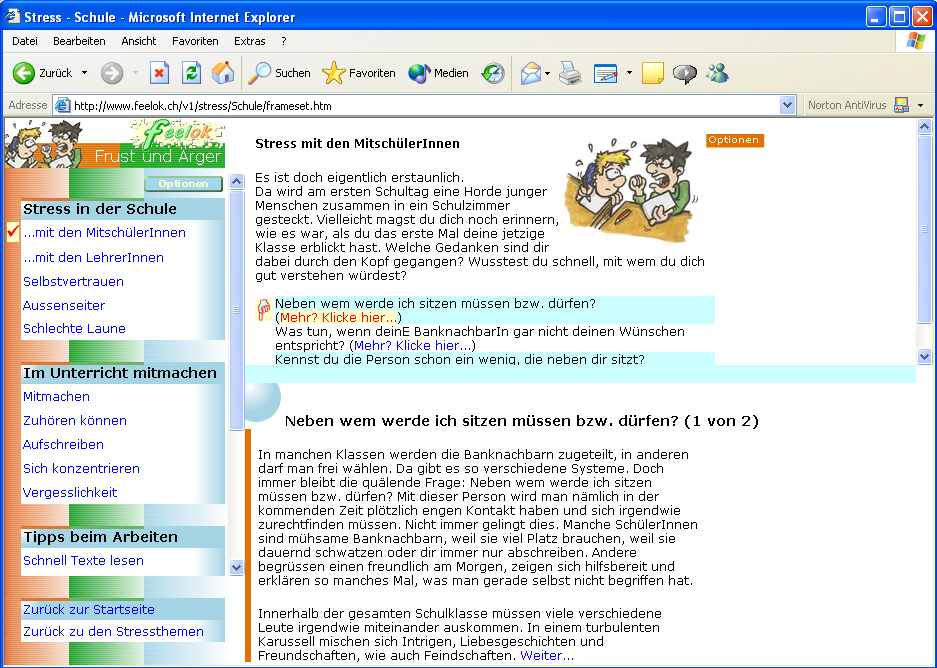 Stress - Schule - Microsoft Internet Explorer
Datei Bearbeiten Ansicht Favoriten Extras ?
Zurück Suchen Favoriten Medien
Adresse http://www.feelok.ch/v1/stress/Schule/frameset.htm Norton AntiVirus
Feelok
Frust und Ärger
Optionen
Stress in der Schule
...mit den MitschülerInnen
...mit den LehrerInnen
Selbstvertrauen
Aussenseiter
Schlechte Laune
Im Unterricht mitmachen
Mitmachen
Zuhören können
Aufschreiben
Sich konzentrieren
Vergesslichkeit
Tipps beim Arbeiten
Schnell Texte lesen
Zurück zur Startseite
Zurück zu den Stressthemen
Stress mit den MitschülerInnen
Optionen
Es ist doch eigentlich erstaunlich.
Da wird am ersten Schultag eine Horde junger
Menschen zusammen in ein Schulzimmer
gesteckt. Vielleicht magst du dich noch erinnern,
wie es war, als du das erste Mal deine jetzige
Klasse erblickt hast. Welche Gedanken sind dir
dabei durch den Kopf gegangen? Wusstest du schnell, mit wem du dich
gut verstehen würdest?
Neben wem werde ich sitzen müssen bzw. dürfen?
(Mehr? Klicke hier...)
Was tun, wenn deinE BanknachbarIn gar nicht deinen Wünschen
entspricht? (Mehr? Klicke hier...)
Kennst du die Person schon ein wenig, die neben dir sitzt?
Neben wem werde ich sitzen müssen bzw. dürfen? (1 von 2)
In manchen Klassen werden die Banknachbarn zugeteilt, in anderen
darf man frei wählen. Da gibt es so verschiedene Systeme. Doch
immer bleibt die quälende Frage: Neben wem werde ich sitzen
müssen bzw. dürfen? Mit dieser Person wird man nämlich in der
kommenden Zeit plötzlich engen Kontakt haben und sich irgendwie
zurechtfinden müssen. Nicht immer gelingt dies. Manche SchülerInnen
sind mühsame Banknachbarn, weil sie viel Platz brauchen, weil sie
dauernd schwatzen oder dir immer nur abschreiben. Andere
begrüssen einen freundlich am Morgen, zeigen sich hilfsbereit und
erklären so manches Mal, was man gerade selbst nicht begriffen hat.
Innerhalb der gesamten Schulklasse müssen viele verschiedene
Leute irgendwie miteinander auskommen. In einem turbulenten
Karussell mischen sich Intrigen, Liebesgeschichten und
Freundschaften, wie auch Feindschaften. Weiter...